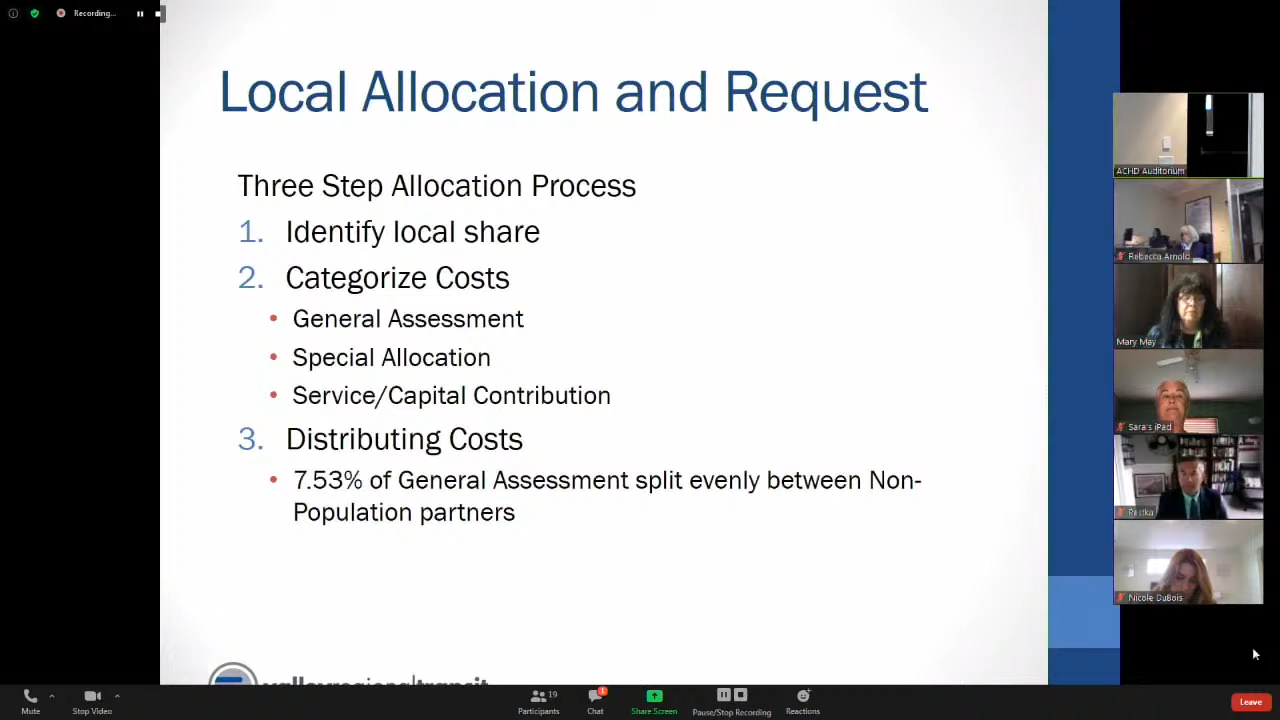 Recording...
Local Allocation and Request
Three Step Allocation Process
1. Identify local share
2. Categorize Costs
• General Assessment
• Special Allocation
• Service/Capital Contribution
3. Distributing Costs
• 7.53% of General Assessment split evenly between Non-
Population partners
valleyregionaltransit
ACHD Auditorium
Rebecca Arnold
Mary May
Sara's iPad
Nicole DuBois
Mute
Stop Video
19
Participants
1
Chat
Share Screen
Pause/Stop Recording
Reactions
Leave